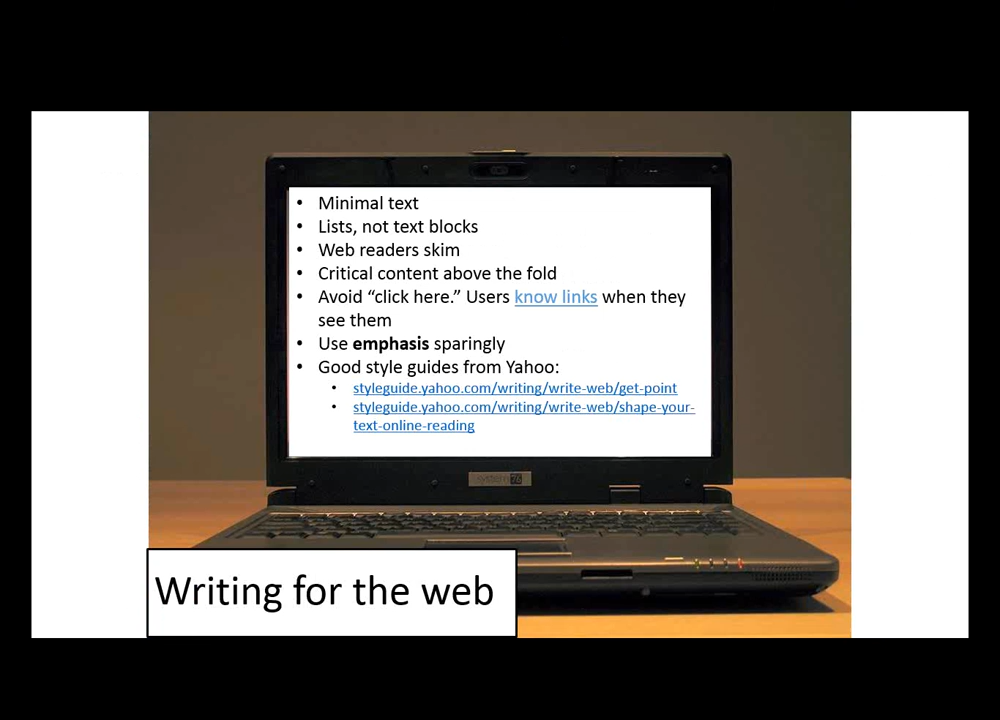 • Minimal text
• Lists, not text blocks
• Web readers skim
• Critical content above the fold
• Avoid “click here.” Users know links when they
see them
• Use emphasis sparingly
• Good style guides from Yahoo:
• styleguide.yahoo.com/writing/write-web/get-point
• styleguide.yahoo.com/writing/write-web/shape-your-
text-online-reading
system76
Writing for the web